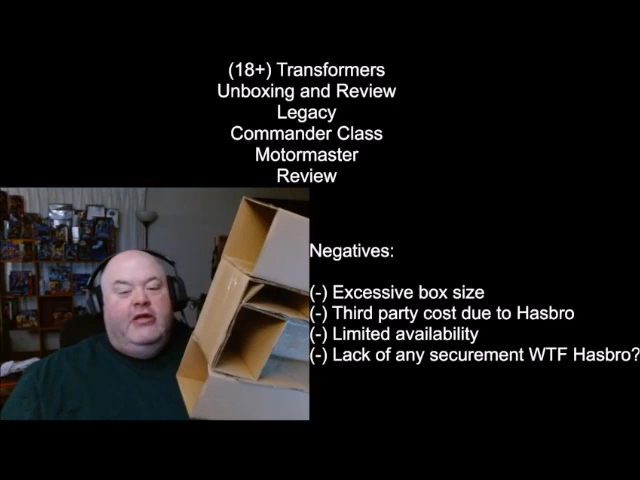 (18+) Transformers
Unboxing and Review
Legacy
Commander Class
Motormaster
Review
Negatives:
(-) Excessive box size
(-) Third party cost due to Hasbro
(-) Limited availability
(-) Lack of any securement WTF Hasbro?